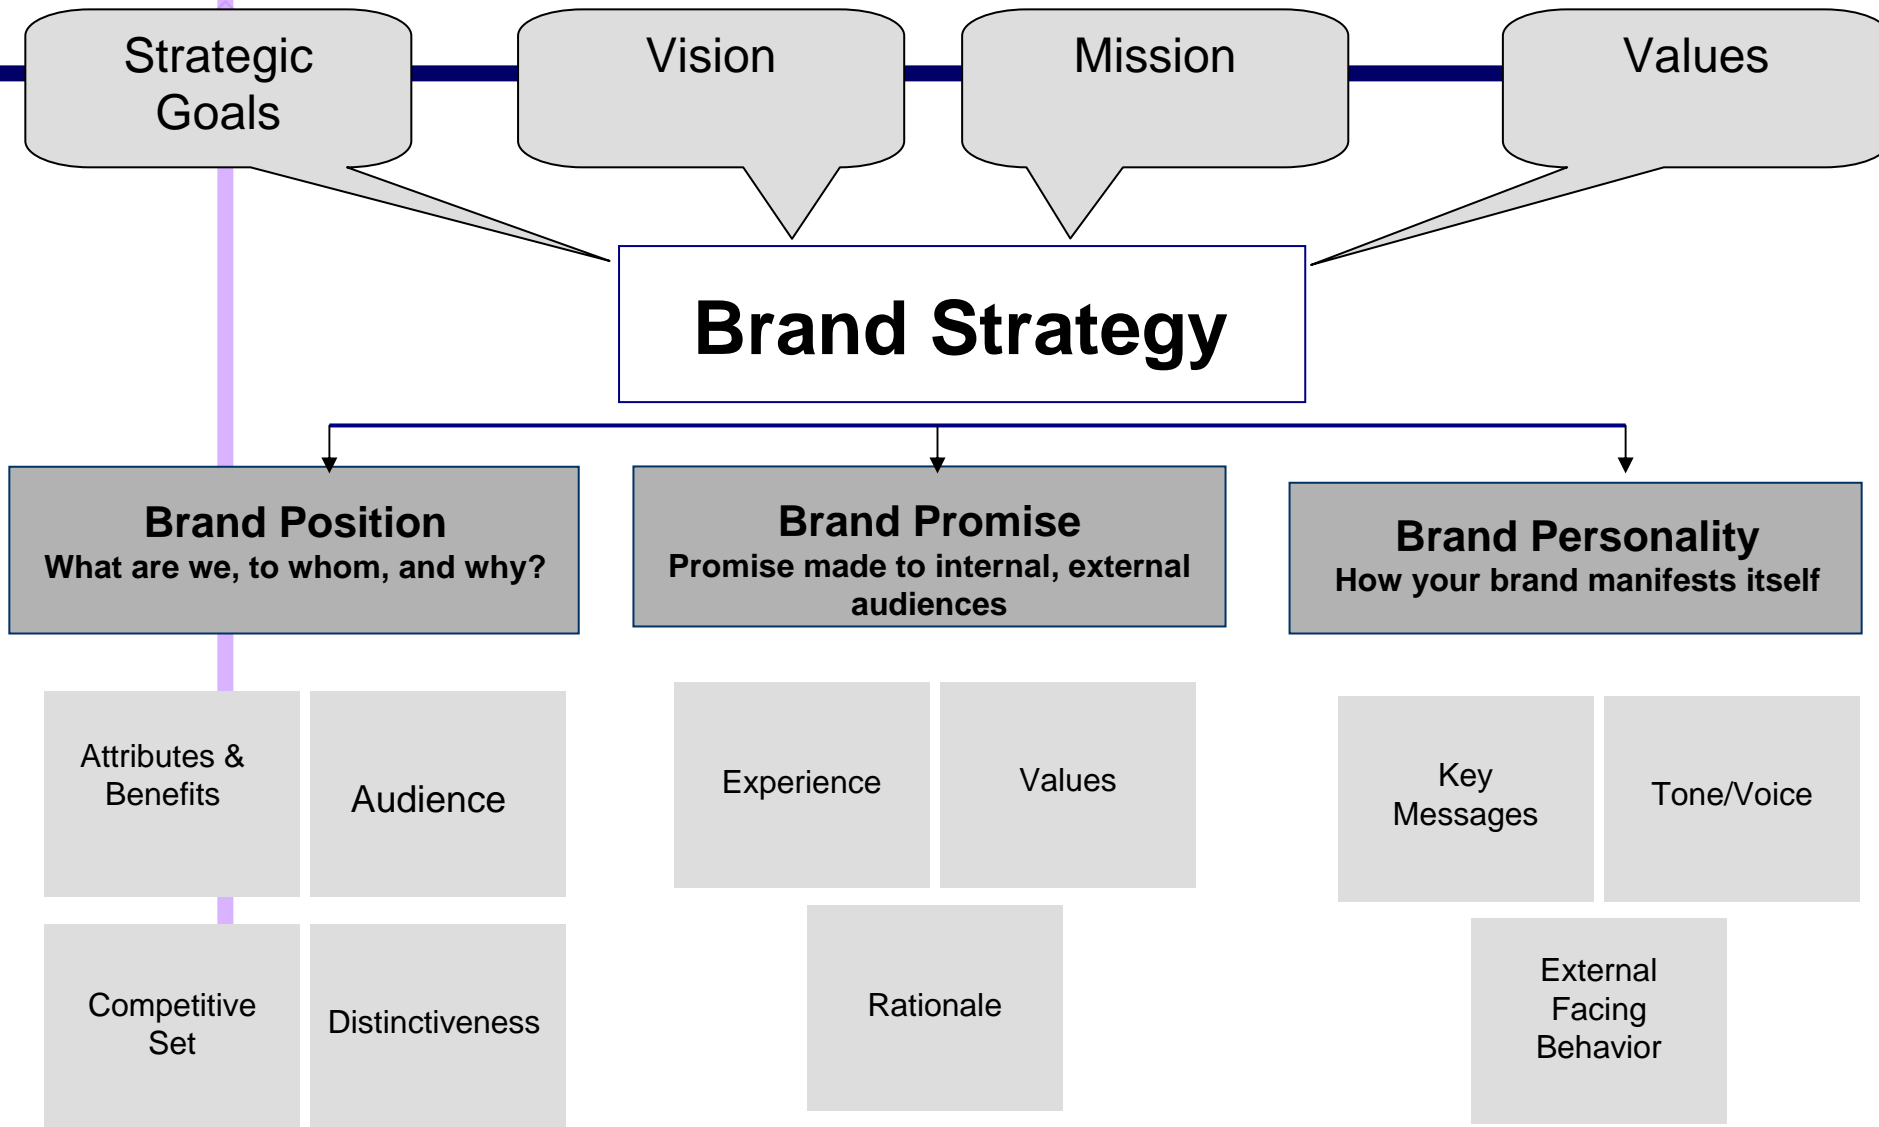 Strategic
Goals
Vision
Mission
Values
Brand Strategy
Brand Position
What are we, to whom, and why?
Brand Promise
Promise made to internal, external
audiences
Brand Personality
How your brand manifests itself
Attributes &
Benefits
Audience
Competitive
Set
Distinctiveness
Experience
Values
Rationale
Key
Messages
Tone/Voice
External
Facing
Behavior